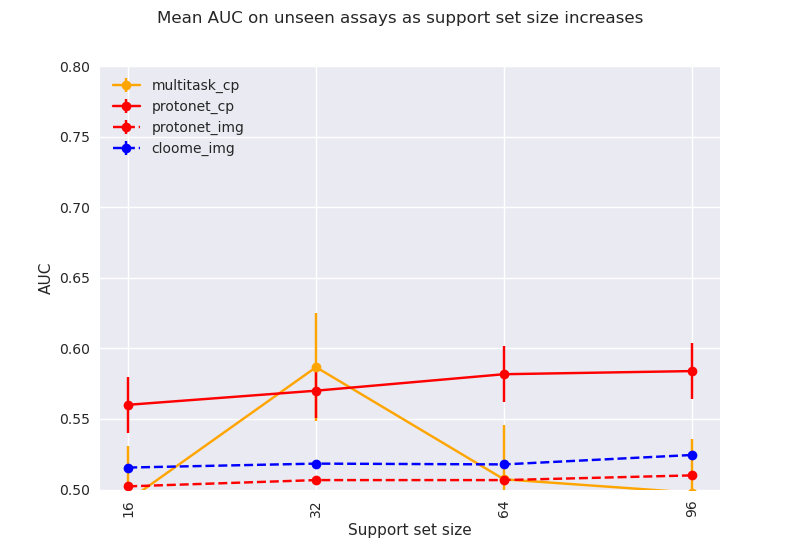 Mean AUC on unseen assays as support set size increases
0.80
0.75
0.70
0.65
0.60
0.55
0.50
AUC
multitask_cp
protonet_cp
protonet_img
cloome_img
16
32
64
96
Support set size